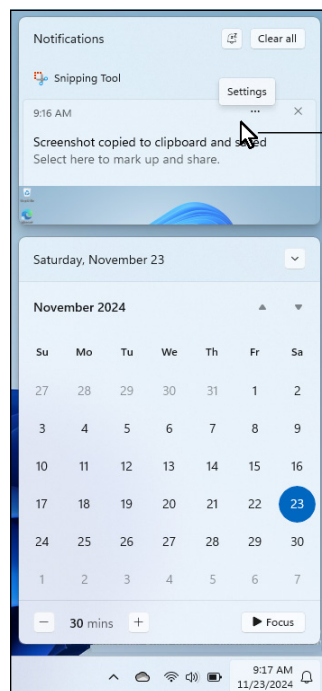 Notifications
Clear all
Snipping Tool
Settings
9:16 AM
Screenshot copied to clipboard and saved
Select here to mark up and share.
Saturday, November 23
November 2024
Su Mo Tu We Th Fr Sa
27 28 29 30 31 1 2
3 4 5 6 7 8 9
10 11 12 13 14 15 16
17 18 19 20 21 22 23
24 25 26 27 28 29 30
1 2 3 4 5 6 7
30 mins
Focus
9:17 AM
11/23/2024